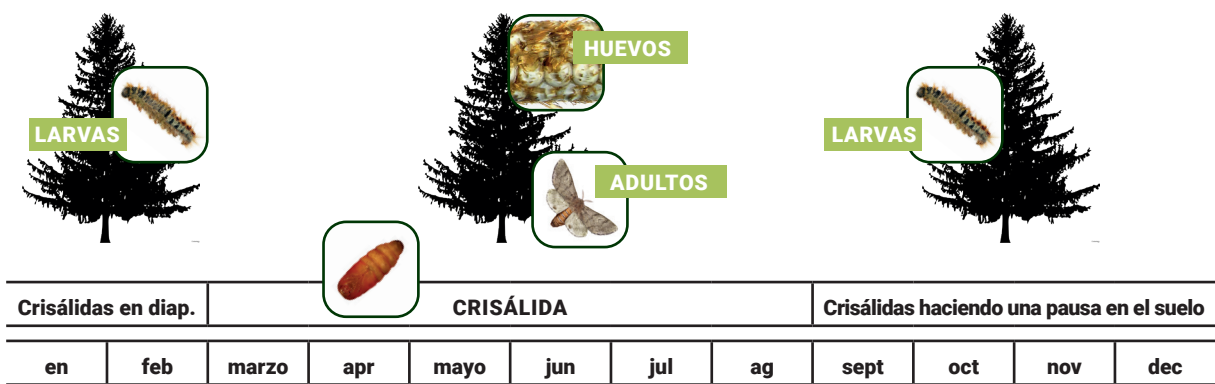 HUEVOS
LARVAS
LARVAS
ADULTOS
Crisálidas en diap.
CRISÁLIDA
Crisálidas haciendo una pausa en el suelo
en feb marzo apr mayo jun jul ag sept oct nov dec